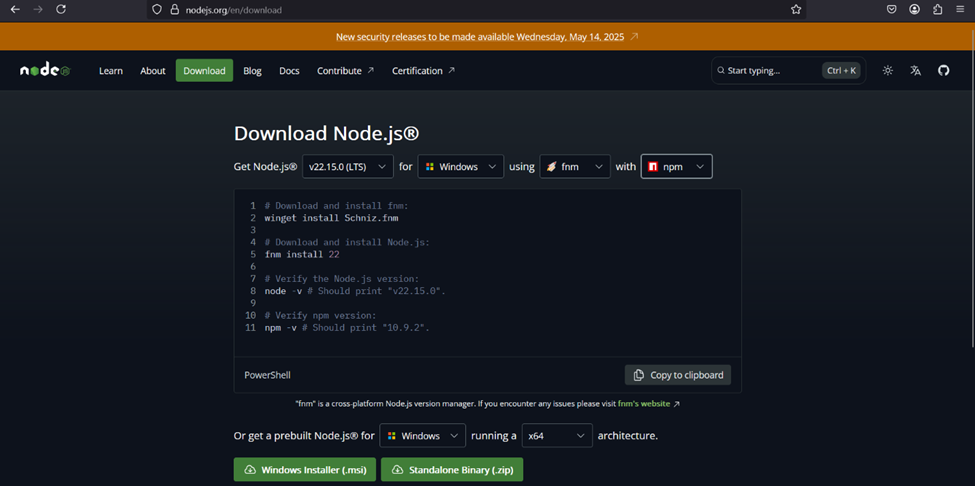 nodejs.org/en/download
New security releases to be made available Wednesday, May 14, 2025
node
Learn About Download Blog Docs Contribute Certification Start typing... Ctrl + K
Download Node.js®
Get Node.js® v22.15.0 (LTS) for Windows using fnm with npm
1 # Download and install fnm:
2 winget install Schniz.fnm
3
4 # Download and install Node.js:
5 fnm install 22
6
7 # Verify the Node.js version:
8 node -v # Should print "v22.15.0".
9
10 # Verify npm version:
11 npm -v # Should print "10.9.2".
PowerShell Copy to clipboard
"fnm" is a cross-platform Node.js version manager. If you encounter any issues please visit fnm's website
Or get a prebuilt Node.js® for Windows running a x64 architecture.
Windows Installer (.msi) Standalone Binary (.zip)